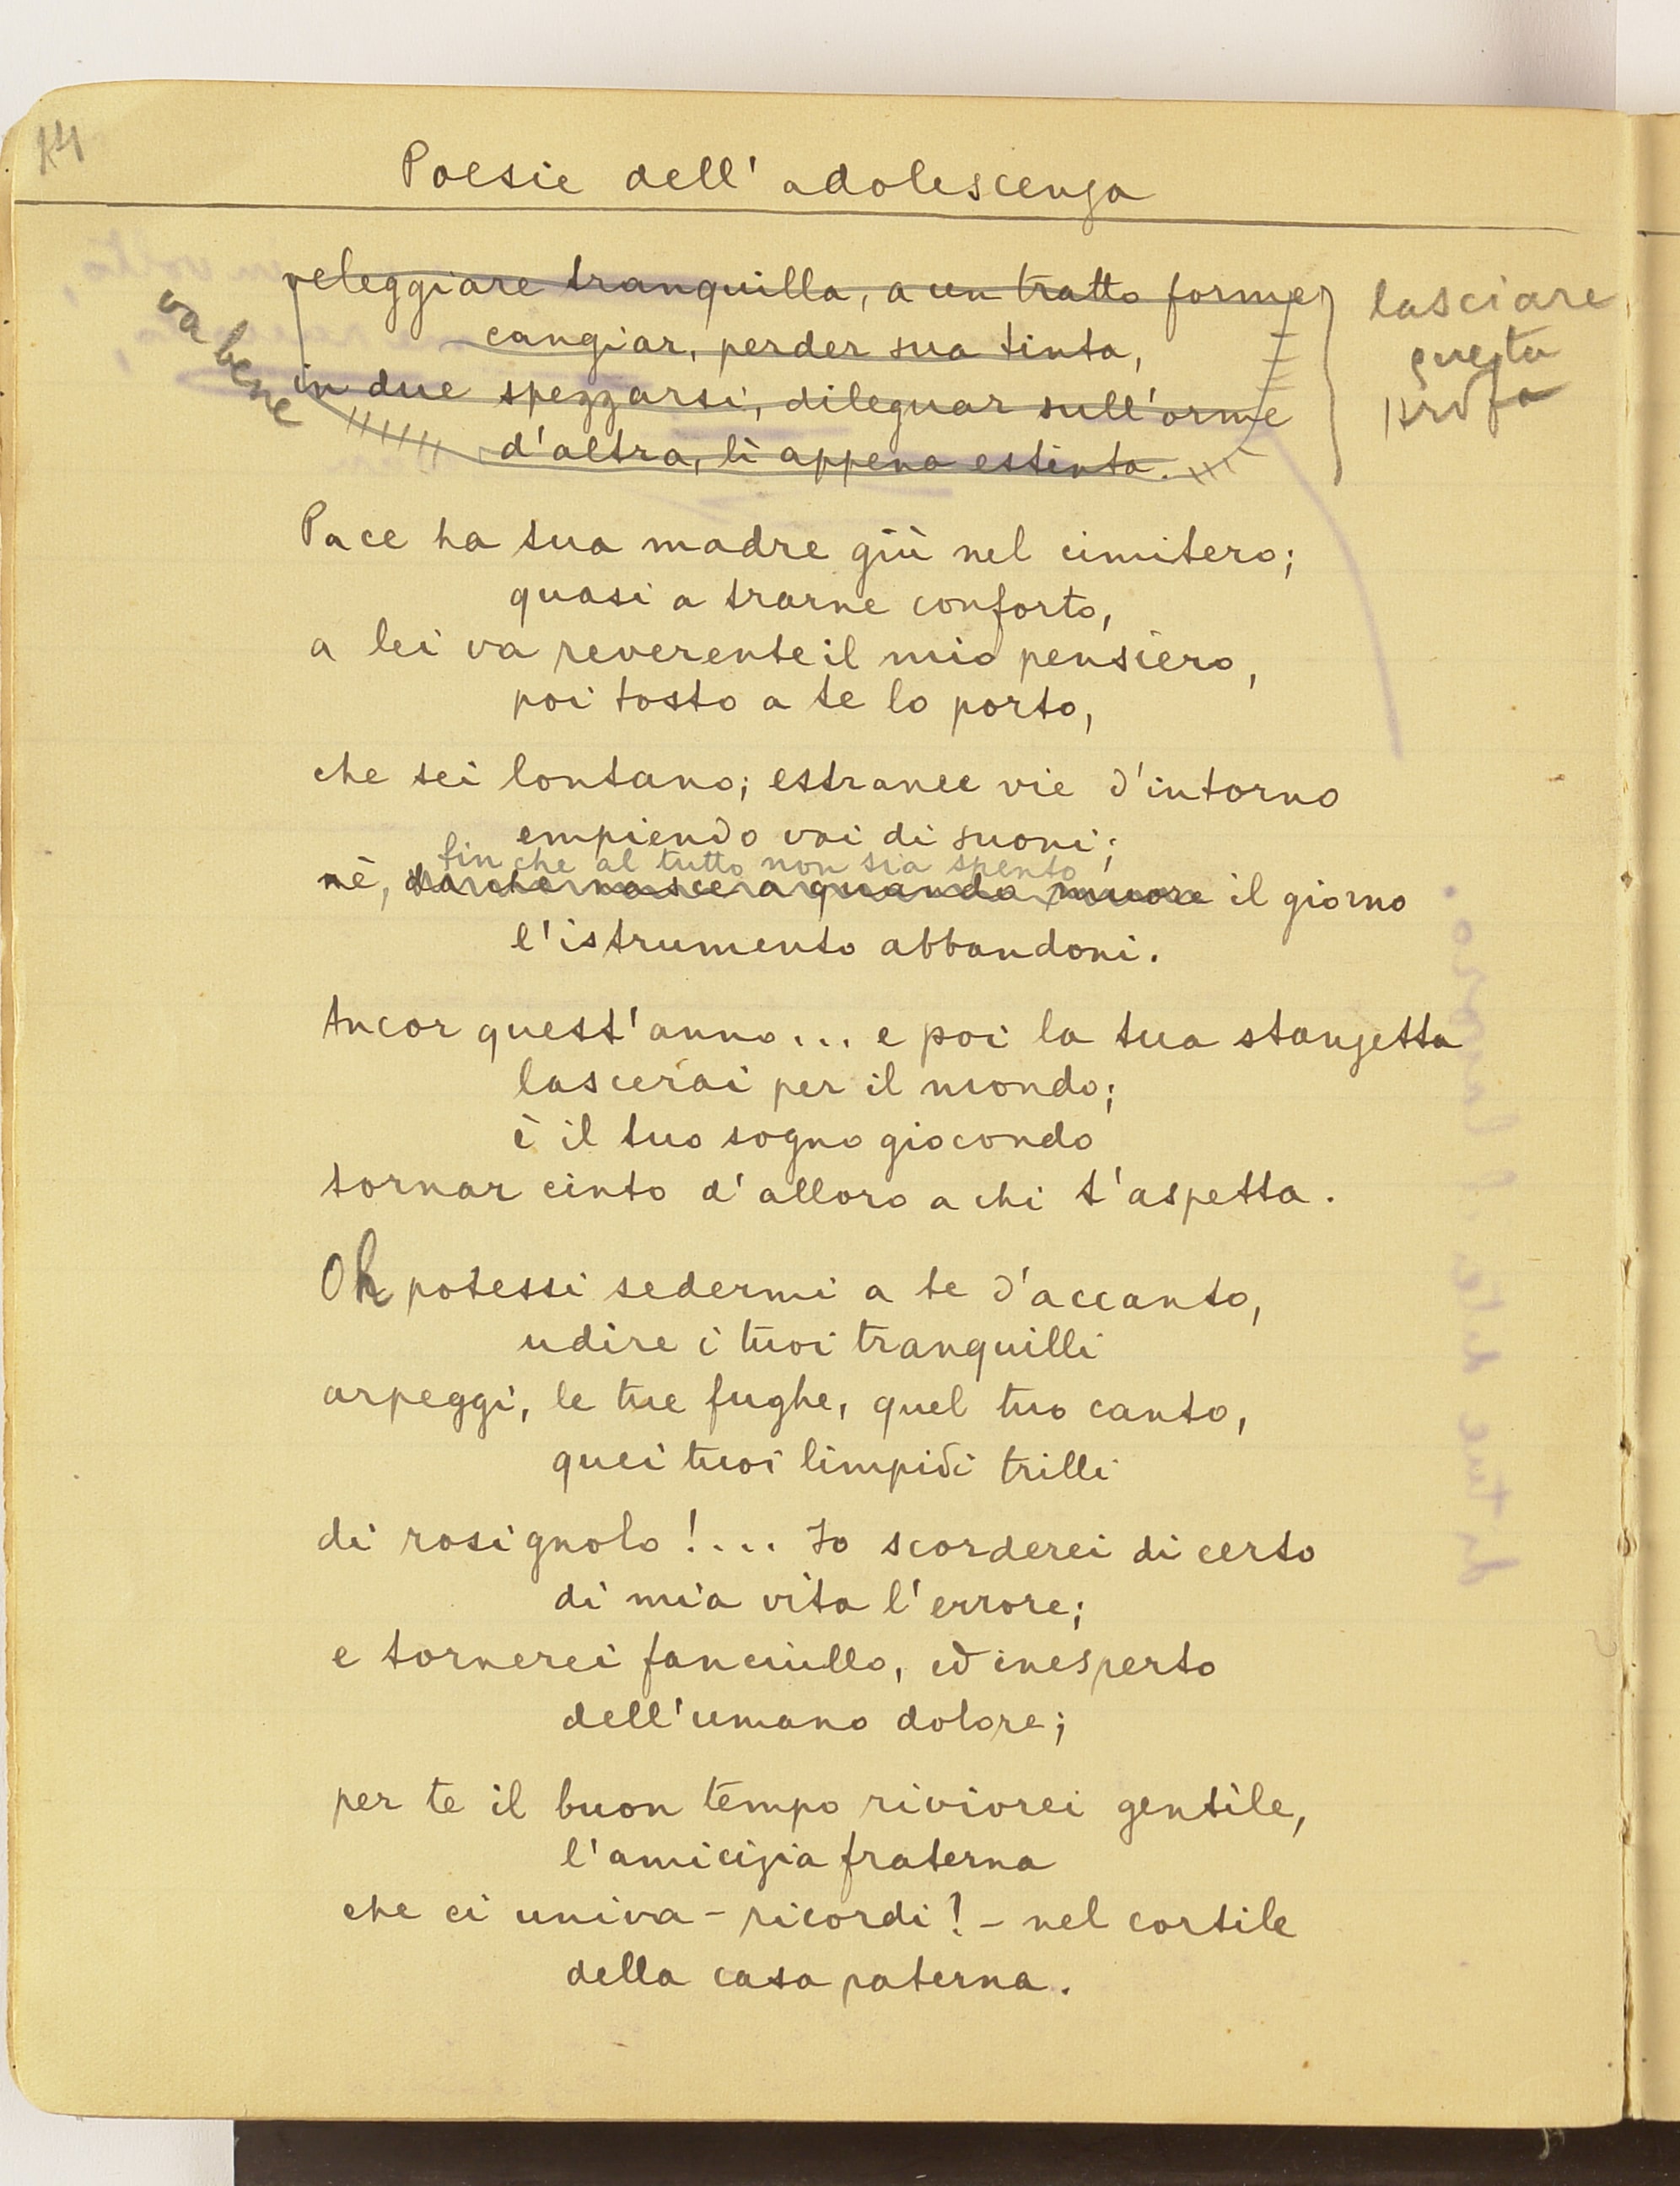 14
Poesie dell' adolescenza
veleggiare tranquilla, a un tratto forme
cangiar, perder sua tinta,
in due spezzarsi, dileguar sull'orme
d'altra, lì appena estinta.
va bene
lasciare
questa
strofa
Pace ha tua madre giù nel cimitero;
quasi a trarne conforto,
a lei va reverente il mio pensiero,
poi tosto a te lo porto,
che sei lontano; estranee vie d'intorno
empiendo vai di suoni;
finche al tutto non sia spento
nè, da che nasce a quando muore il giorno
l'istrumento abbandoni.
Ancor quest'anno... e poi la tua stanzetta
lascerai per il mondo;
è il tuo sogno giocondo
tornar cinto d'alloro a chi t'aspetta.
Oh potessi sedermi a te d'accanto,
udire i tuoi tranquilli
arpeggi, le tue fughe, quel tuo canto,
quei tuoi limpidi trilli
di rosignolo!... Io scorderei di certo
di mia vita l'errore;
e tornerei fanciullo, ed inesperto
dell'umano dolore;
per te il buon tempo rivivrei gentile,
l'amicizia fraterna
che ci univa - ricordi! - nel cortile
della casa paterna.